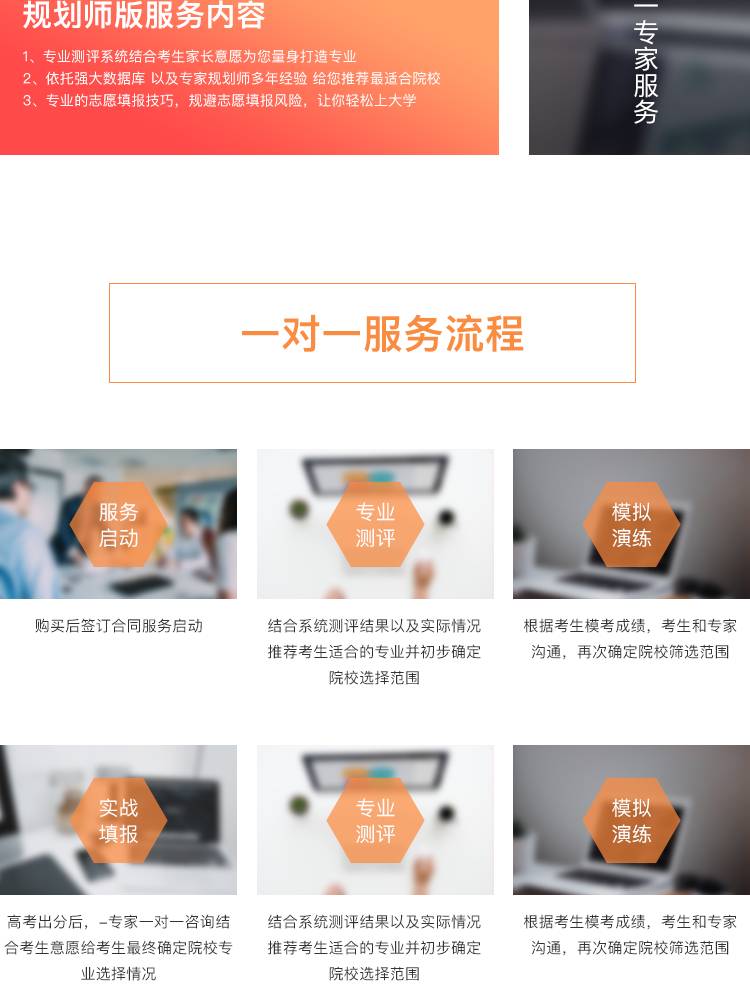 规划师版服务内容
1、专业测评系统结合考生家长意愿为您量身打造专业
2、依托强大数据库 以及专家规划师多年经验 给您推荐最适合院校
3、专业的志愿填报技巧，规避志愿填报风险，让你轻松上大学
一专家服务
一对一服务流程
服务
启动
专业
测评
模拟
演练
购买后签订合同服务启动
结合系统测评结果以及实际情况
推荐考生适合的专业并初步确定
院校选择范围
根据考生模考成绩，考生和专家
沟通，再次确定院校筛选范围
实战
填报
专业
测评
模拟
演练
高考出分后，-专家一对一咨询结
合考生意愿给考生最终确定院校专
业选择情况
结合系统测评结果以及实际情况
推荐考生适合的专业并初步确定
院校选择范围
根据考生模考成绩，考生和专家
沟通，再次确定院校筛选范围